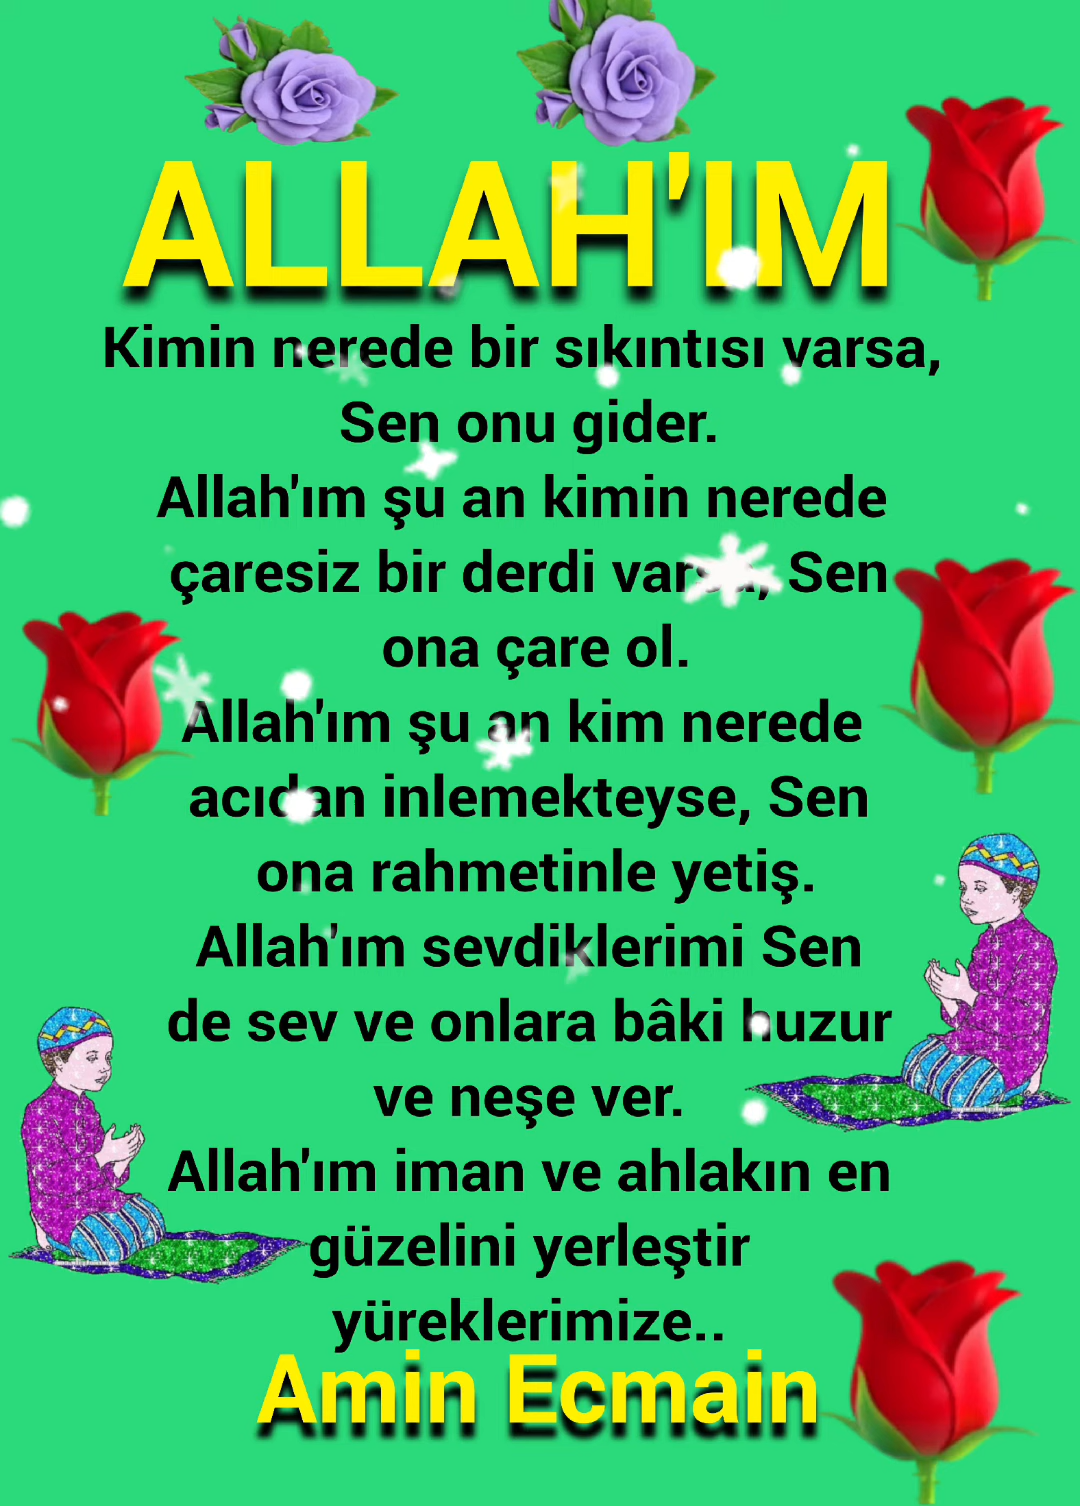 ALLAH'IM
Kimin nerede bir sıkıntısı varsa,
Sen onu gider.
Allah'ım şu an kimin nerede
çaresiz bir derdi varsa, Sen
ona çare ol.
Allah'ım şu an kim nerede
acıdan inlemekteyse, Sen
ona rahmetinle yetiş.
Allah'ım sevdiklerimi Sen
de sev ve onlara bâki huzur
ve neşe ver.
Allah'ım iman ve ahlakın en
güzelini yerleştir
yüreklerimize..
Amin Ecmain